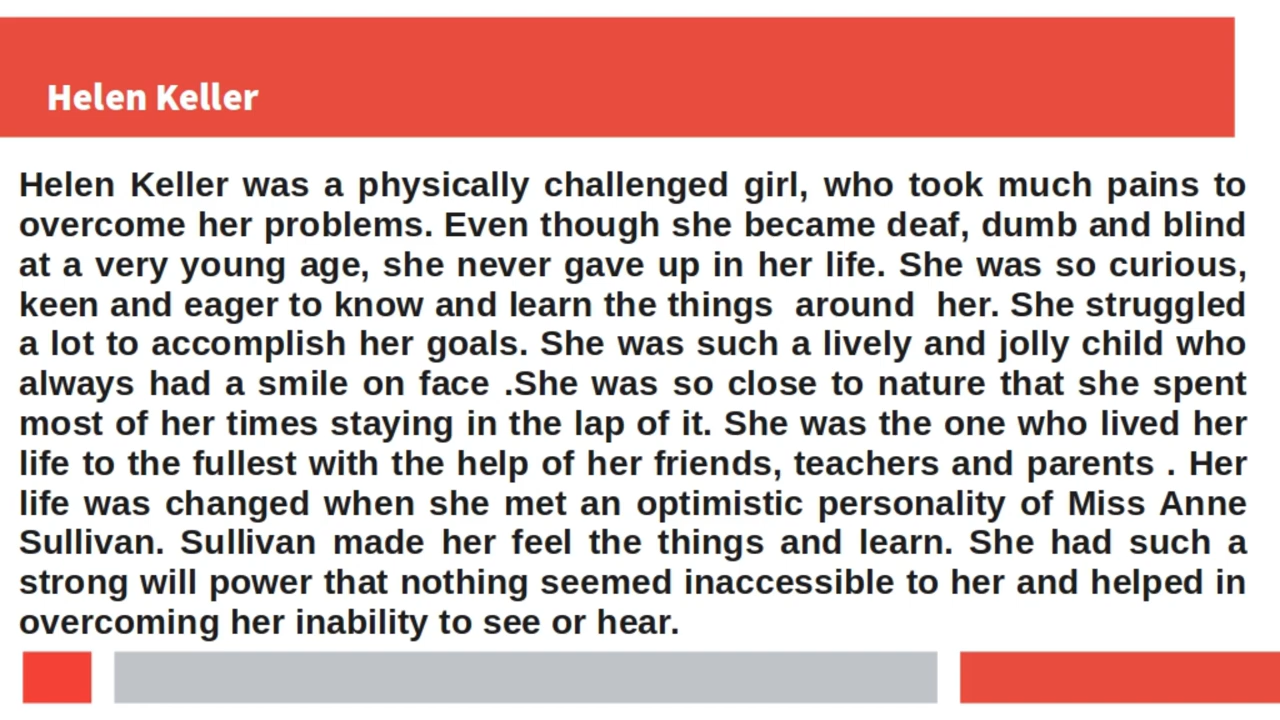 Helen Keller
Helen Keller was a physically challenged girl, who took much pains to
overcome her problems. Even though she became deaf, dumb and blind
at a very young age, she never gave up in her life. She was so curious,
keen and eager to know and learn the things  around  her. She struggled
a lot to accomplish her goals. She was such a lively and jolly child who
always had a smile on face .She was so close to nature that she spent
most of her times staying in the lap of it. She was the one who lived her
life to the fullest with the help of her friends, teachers and parents . Her
life was changed when she met an optimistic personality of Miss Anne
Sullivan. Sullivan made her feel the things and learn. She had such a
strong will power that nothing seemed inaccessible to her and helped in
overcoming her inability to see or hear.